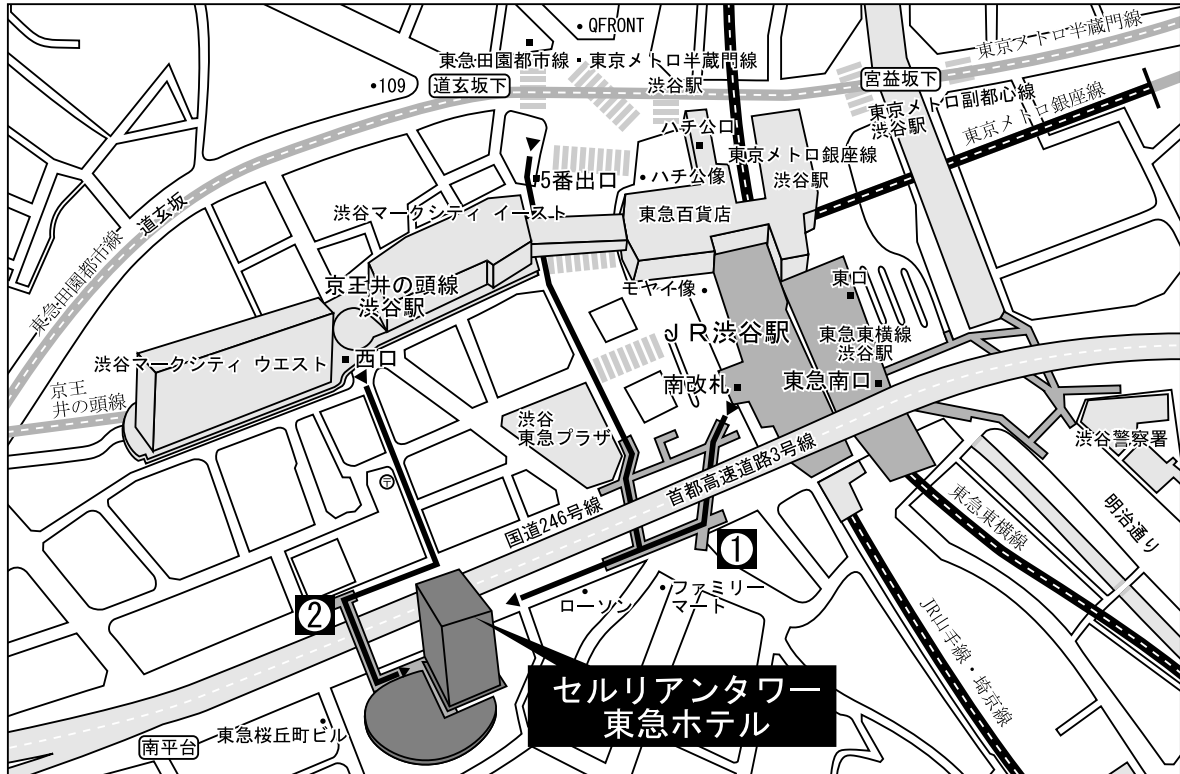 ・QFRONT
東急田園都市線・東京メトロ半蔵門線
渋谷駅
東京メトロ半蔵門線
・109
道玄坂下
宮益坂下
東京メトロ副都心線
渋谷駅
東京メトロ銀座線
ハチ公口
東京メトロ銀座線
渋谷駅
5番出口
・ハチ公像
道玄坂
渋谷マークシティ イースト
東急百貨店
東急田園都市線
京王井の頭線
渋谷駅
モヤイ像・
東口
JR渋谷駅
東急東横線
渋谷駅
渋谷マークシティ ウエスト
西口
京王
井の頭線
南改札
東急南口
渋谷
東急プラザ
渋谷警察署
首都高速道路3号線
国道246号線
〒
東急東横線
明治通り
①
②
ローソン
・ファミリー
マート
JR山手線・埼京線
セルリアンタワー
東急ホテル
東急桜丘町ビル
南平台